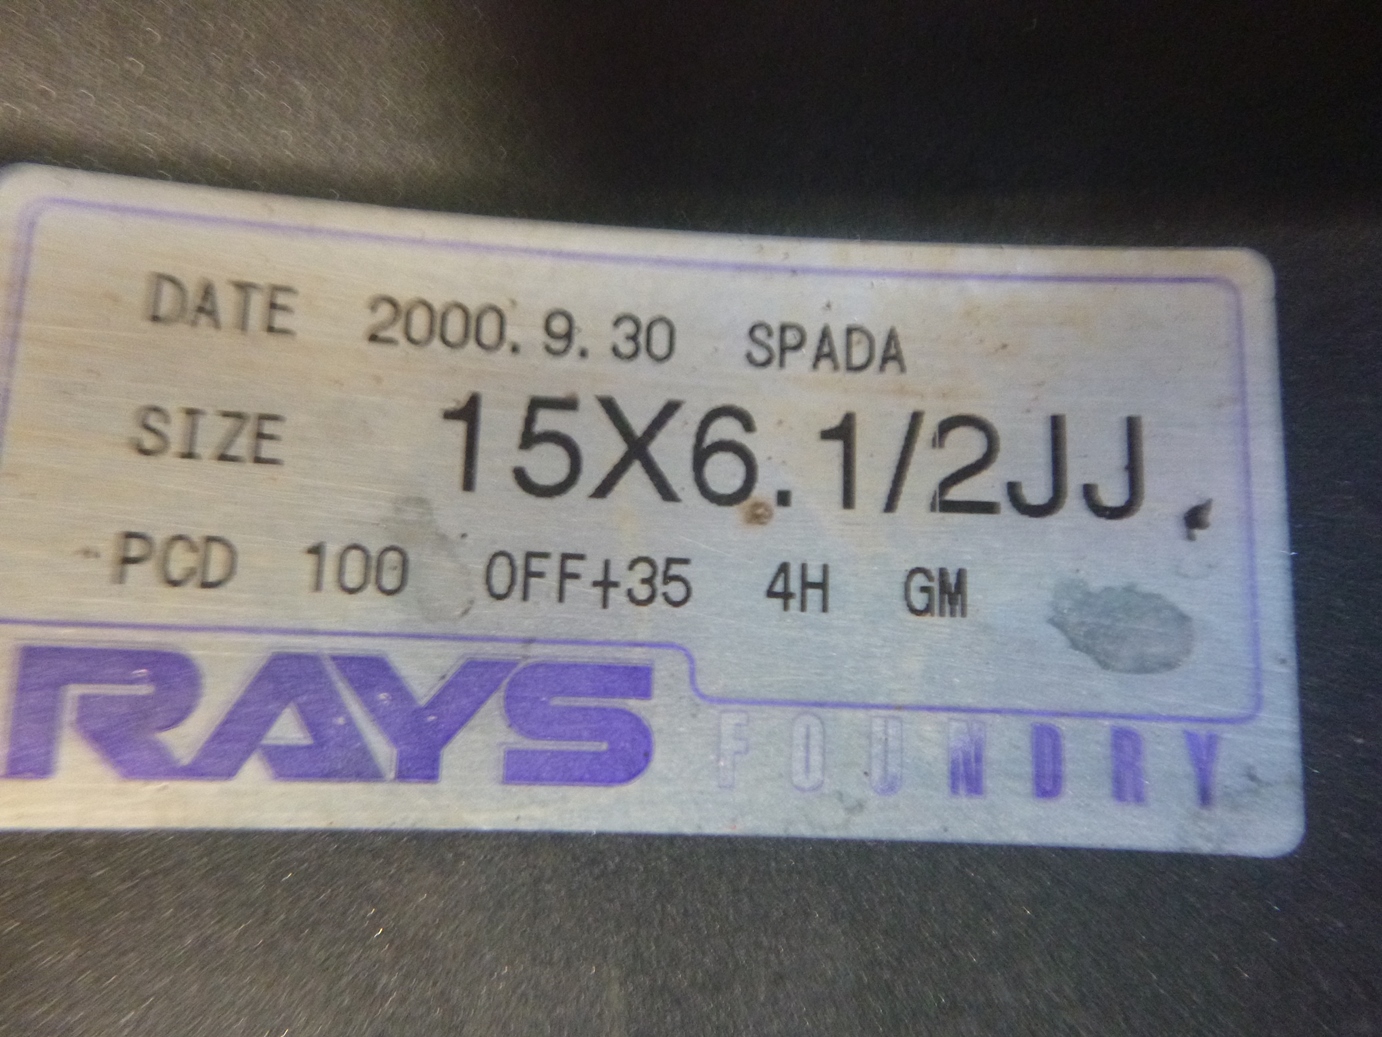 DATE 2000.9.30 SPADA
SIZE 15X6.1/2JJ
PCD 100 OFF+35 4H GM
RAYS FOUNDRY